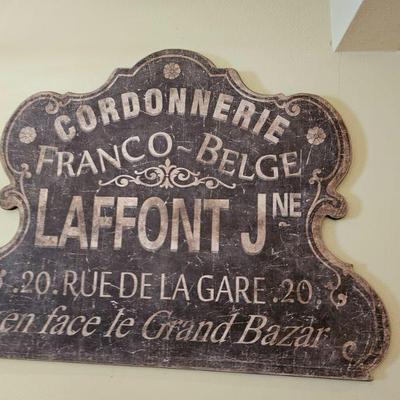 CORDONNERIE
FRANCO~BELGE
LAFFONT JNE
.20. RUE DE LA GARE .20.
en face le Grand Bazar